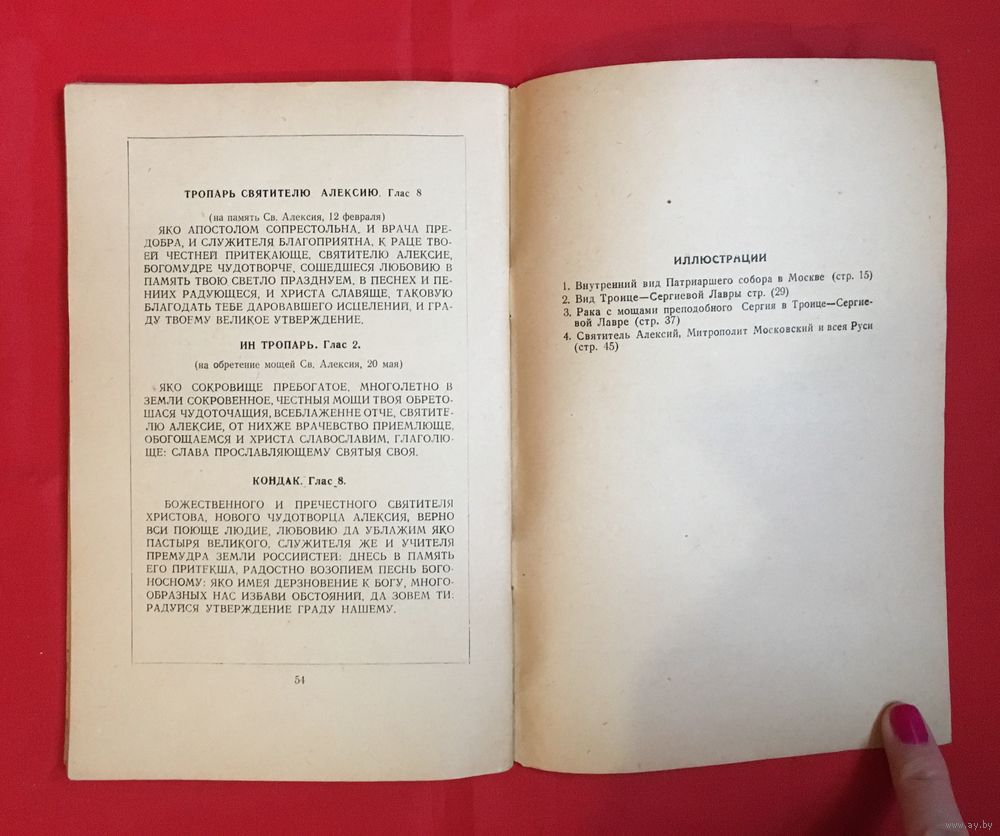 ТРОПАРЬ СВЯТИТЕЛЮ АЛЕКСИЮ. Глас 8
(на память Св. Алексия, 12 февраля)
ЯКО АПОСТОЛОМ СОПРЕСТОЛЬНА, И ВРАЧА ПРЕ-
ДОБРА, И СЛУЖИТЕЛЯ БЛАГОПРИЯТНА, К РАЦЕ ТВО-
ЕЙ ЧЕСТНЕЙ ПРИТЕКАЮЩЕ, СВЯТИТЕЛЮ АЛЕКСИЕ,
БОГОМУДРЕ ЧУДОТВОРЧЕ, СОШЕДШЕСЯ ЛЮБОВИЮ В
ПАМЯТЬ ТВОЮ СВЕТЛО ПРАЗДНУЕМ, В ПЕСНЕХ И ПЕ-
НИИХ РАДУЮЩЕСЯ, И ХРИСТА СЛАВЯЩЕ, ТАКОВУЮ
БЛАГОДАТЬ ТЕБЕ ДАРОВАВШЕГО ИСЦЕЛЕНИЙ, И ГРА-
ДУ ТВОЕМУ ВЕЛИКОЕ УТВЕРЖДЕНИЕ.
ИН ТРОПАРЬ. Глас 2.
(на обретение мощей Св. Алексия, 20 мая)
ЯКО СОКРОВИЩЕ ПРЕБОГАТОЕ, МНОГОЛЕТНО В
ЗЕМЛИ СОКРОВЕННОЕ, ЧЕСТНЫЯ МОЩИ ТВОЯ ОБРЕТО-
ШАСЯ ЧУДОТОЧАЩИЯ, ВСЕБЛАЖЕННЕ ОТЧЕ, СВЯТИТЕ-
ЛЮ АЛЕКСИЕ, ОТ НИХЖЕ ВРАЧЕВСТВО ПРИЕМЛЮЩЕ,
ОБОГОЩАЕМСЯ И ХРИСТА СЛАВОСЛАВИМ, ГЛАГОЛЮ-
ЩЕ: СЛАВА ПРОСЛАВЛЯЮЩЕМУ СВЯТЫЯ СВОЯ.
КОНДАК. Глас 8.
БОЖЕСТВЕННОГО И ПРЕЧЕСТНОГО СВЯТИТЕЛЯ
ХРИСТОВА, НОВОГО ЧУДОТВОРЦА АЛЕКСИЯ, ВЕРНО
ВСИ ПОЮЩЕ ЛЮДИЕ, ЛЮБОВИЮ ДА УБЛАЖИМ ЯКО
ПАСТЫРЯ ВЕЛИКОГО, СЛУЖИТЕЛЯ ЖЕ И УЧИТЕЛЯ
ПРЕМУДРА ЗЕМЛИ РОССИЙСТЕЙ: ДНЕСЬ В ПАМЯТЬ
ЕГО ПРИТЕКША, РАДОСТНО ВОЗОПИЕМ ПЕСНЬ БОГО-
НОСНОМУ: ЯКО ИМЕЯ ДЕРЗНОВЕНИЕ К БОГУ, МНОГО-
ОБРАЗНЫХ НАС ИЗБАВИ ОБСТОЯНИЙ, ДА ЗОВЕМ ТИ:
РАДУЙСЯ УТВЕРЖДЕНИЕ ГРАДУ НАШЕМУ.
54
ИЛЛЮСТРАЦИИ
1. Внутренний вид Патриаршего собора в Москве (стр. 15)
2. Вид Троице—Сергиевой Лавры стр. (29)
3. Рака с мощами преподобного Сергия в Троице—Сергие-
вой Лавре (стр. 37)
4. Святитель Алексий, Митрополит Московский и всея Руси
(стр. 45)
www.ay.by